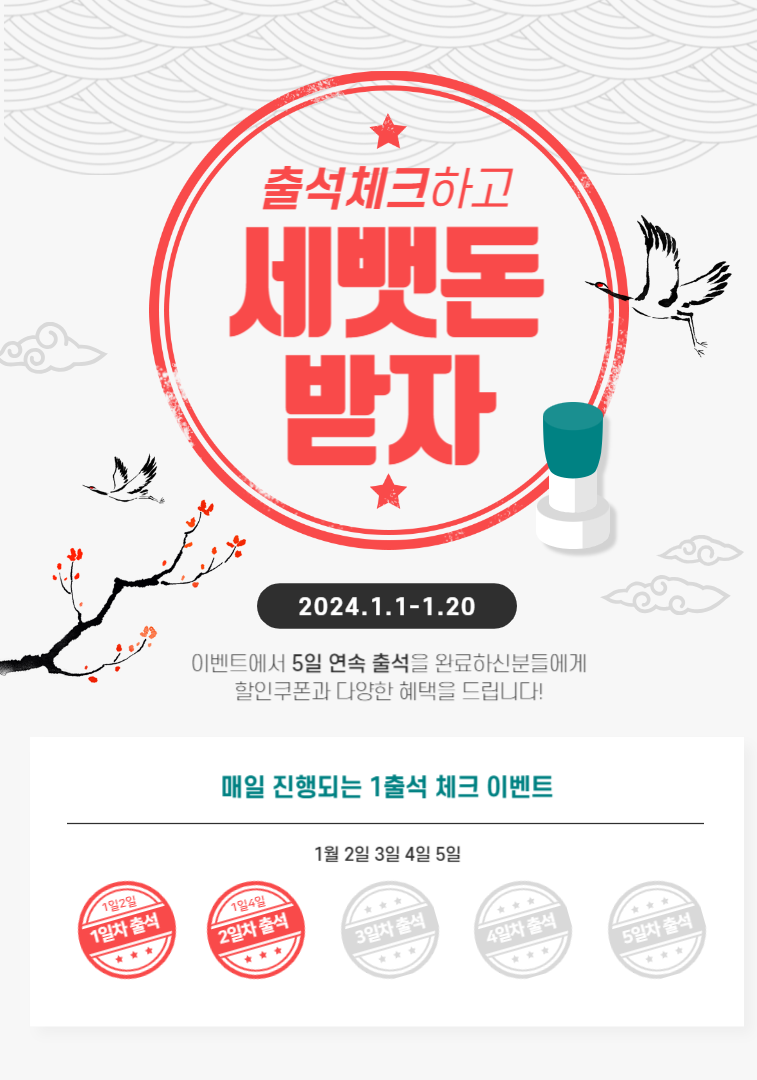 출석체크하고
세뱃돈
받자
2024.1.1-1.20
이벤트에서 5일 연속 출석을 완료하신분들에게
할인쿠폰과 다양한 혜택을 드립니다!
매일 진행되는 1출석 체크 이벤트
1월 2일 3일 4일 5일
1일2일
1일차 출석
1일4일
2일차 출석
3일차 출석
4일차 출석
5일차 출석